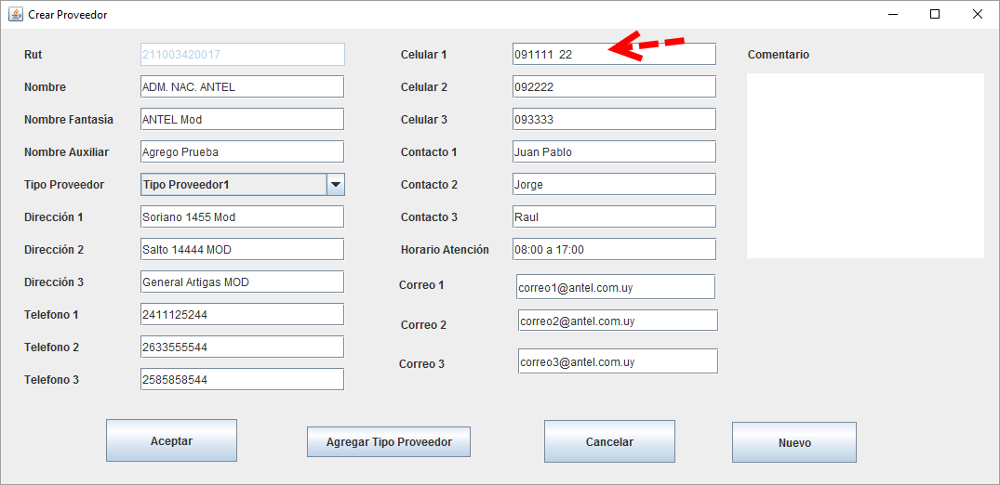 Crear Proveedor
Rut 211003420017
Nombre ADM. NAC. ANTEL
Nombre Fantasía ANTEL Mod
Nombre Auxiliar Agrego Prueba
Tipo Proveedor Tipo Proveedor1
Dirección 1 Soriano 1455 Mod
Dirección 2 Salto 14444 MOD
Dirección 3 General Artigas MOD
Telefono 1 2411125244
Telefono 2 2633555544
Telefono 3 2585858544
Celular 1 091111  22
Celular 2 092222
Celular 3 093333
Contacto 1 Juan Pablo
Contacto 2 Jorge
Contacto 3 Raul
Horario Atención 08:00 a 17:00
Correo 1 correo1@antel.com.uy
Correo 2 correo2@antel.com.uy
Correo 3 correo3@antel.com.uy
Comentario
Aceptar
Agregar Tipo Proveedor
Cancelar
Nuevo